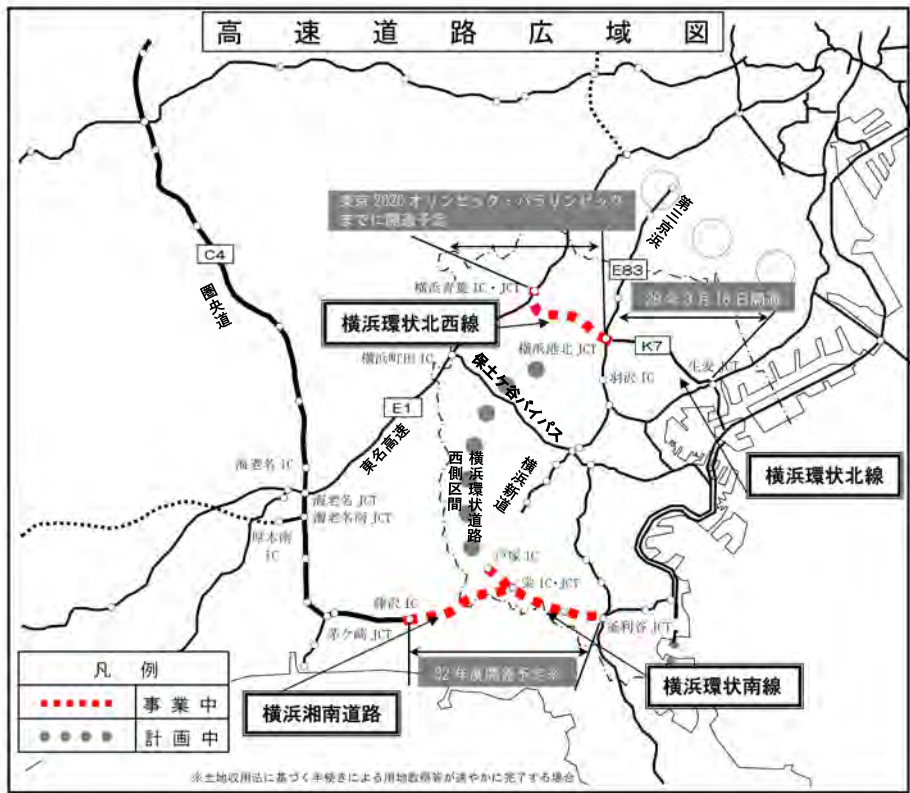 高速道路広域図
東京2020オリンピック・パラリンピック
までに開通予定
第三京浜
C4
圏央道
E83
横浜青葉IC・JCT
29年3月18日開通
横浜環状北西線
横浜港北JCT
K7
生麦JCT
横浜町田IC
羽沢IC
保土ケ谷バイパス
E1
東名高速
横浜環状北線
海老名IC
横浜環状道路
西側区間
横浜新道
海老名JCT
海老名南JCT
厚木南
IC
戸塚IC
栄IC・JCT
藤沢IC
茅ケ崎JCT
釜利谷JCT
32年度開通予定※
横浜環状南線
横浜湘南道路
凡例
事業中
計画中
※土地収用法に基づく手続きによる用地取得等が速やかに完了する場合